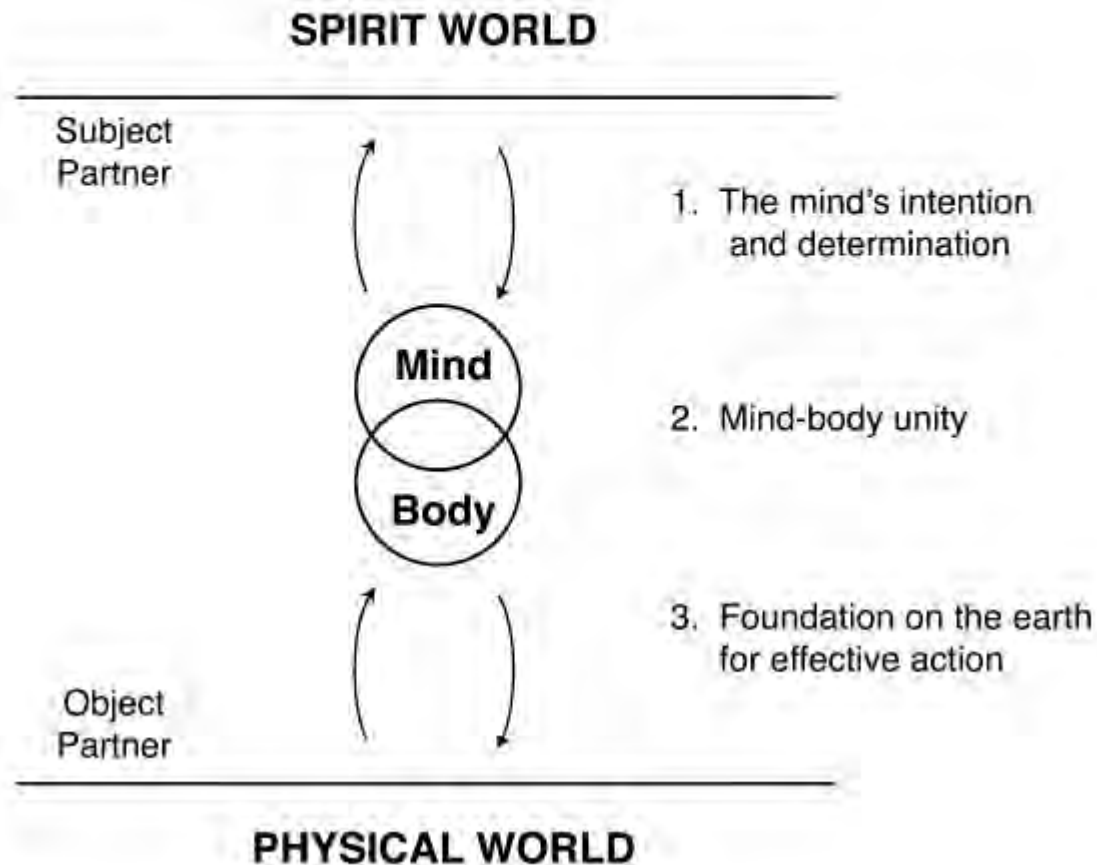 SPIRIT WORLD
Subject
Partner
1. The mind's intention
and determination
Mind
2. Mind-body unity
Body
3. Foundation on the earth
for effective action
Object
Partner
PHYSICAL WORLD